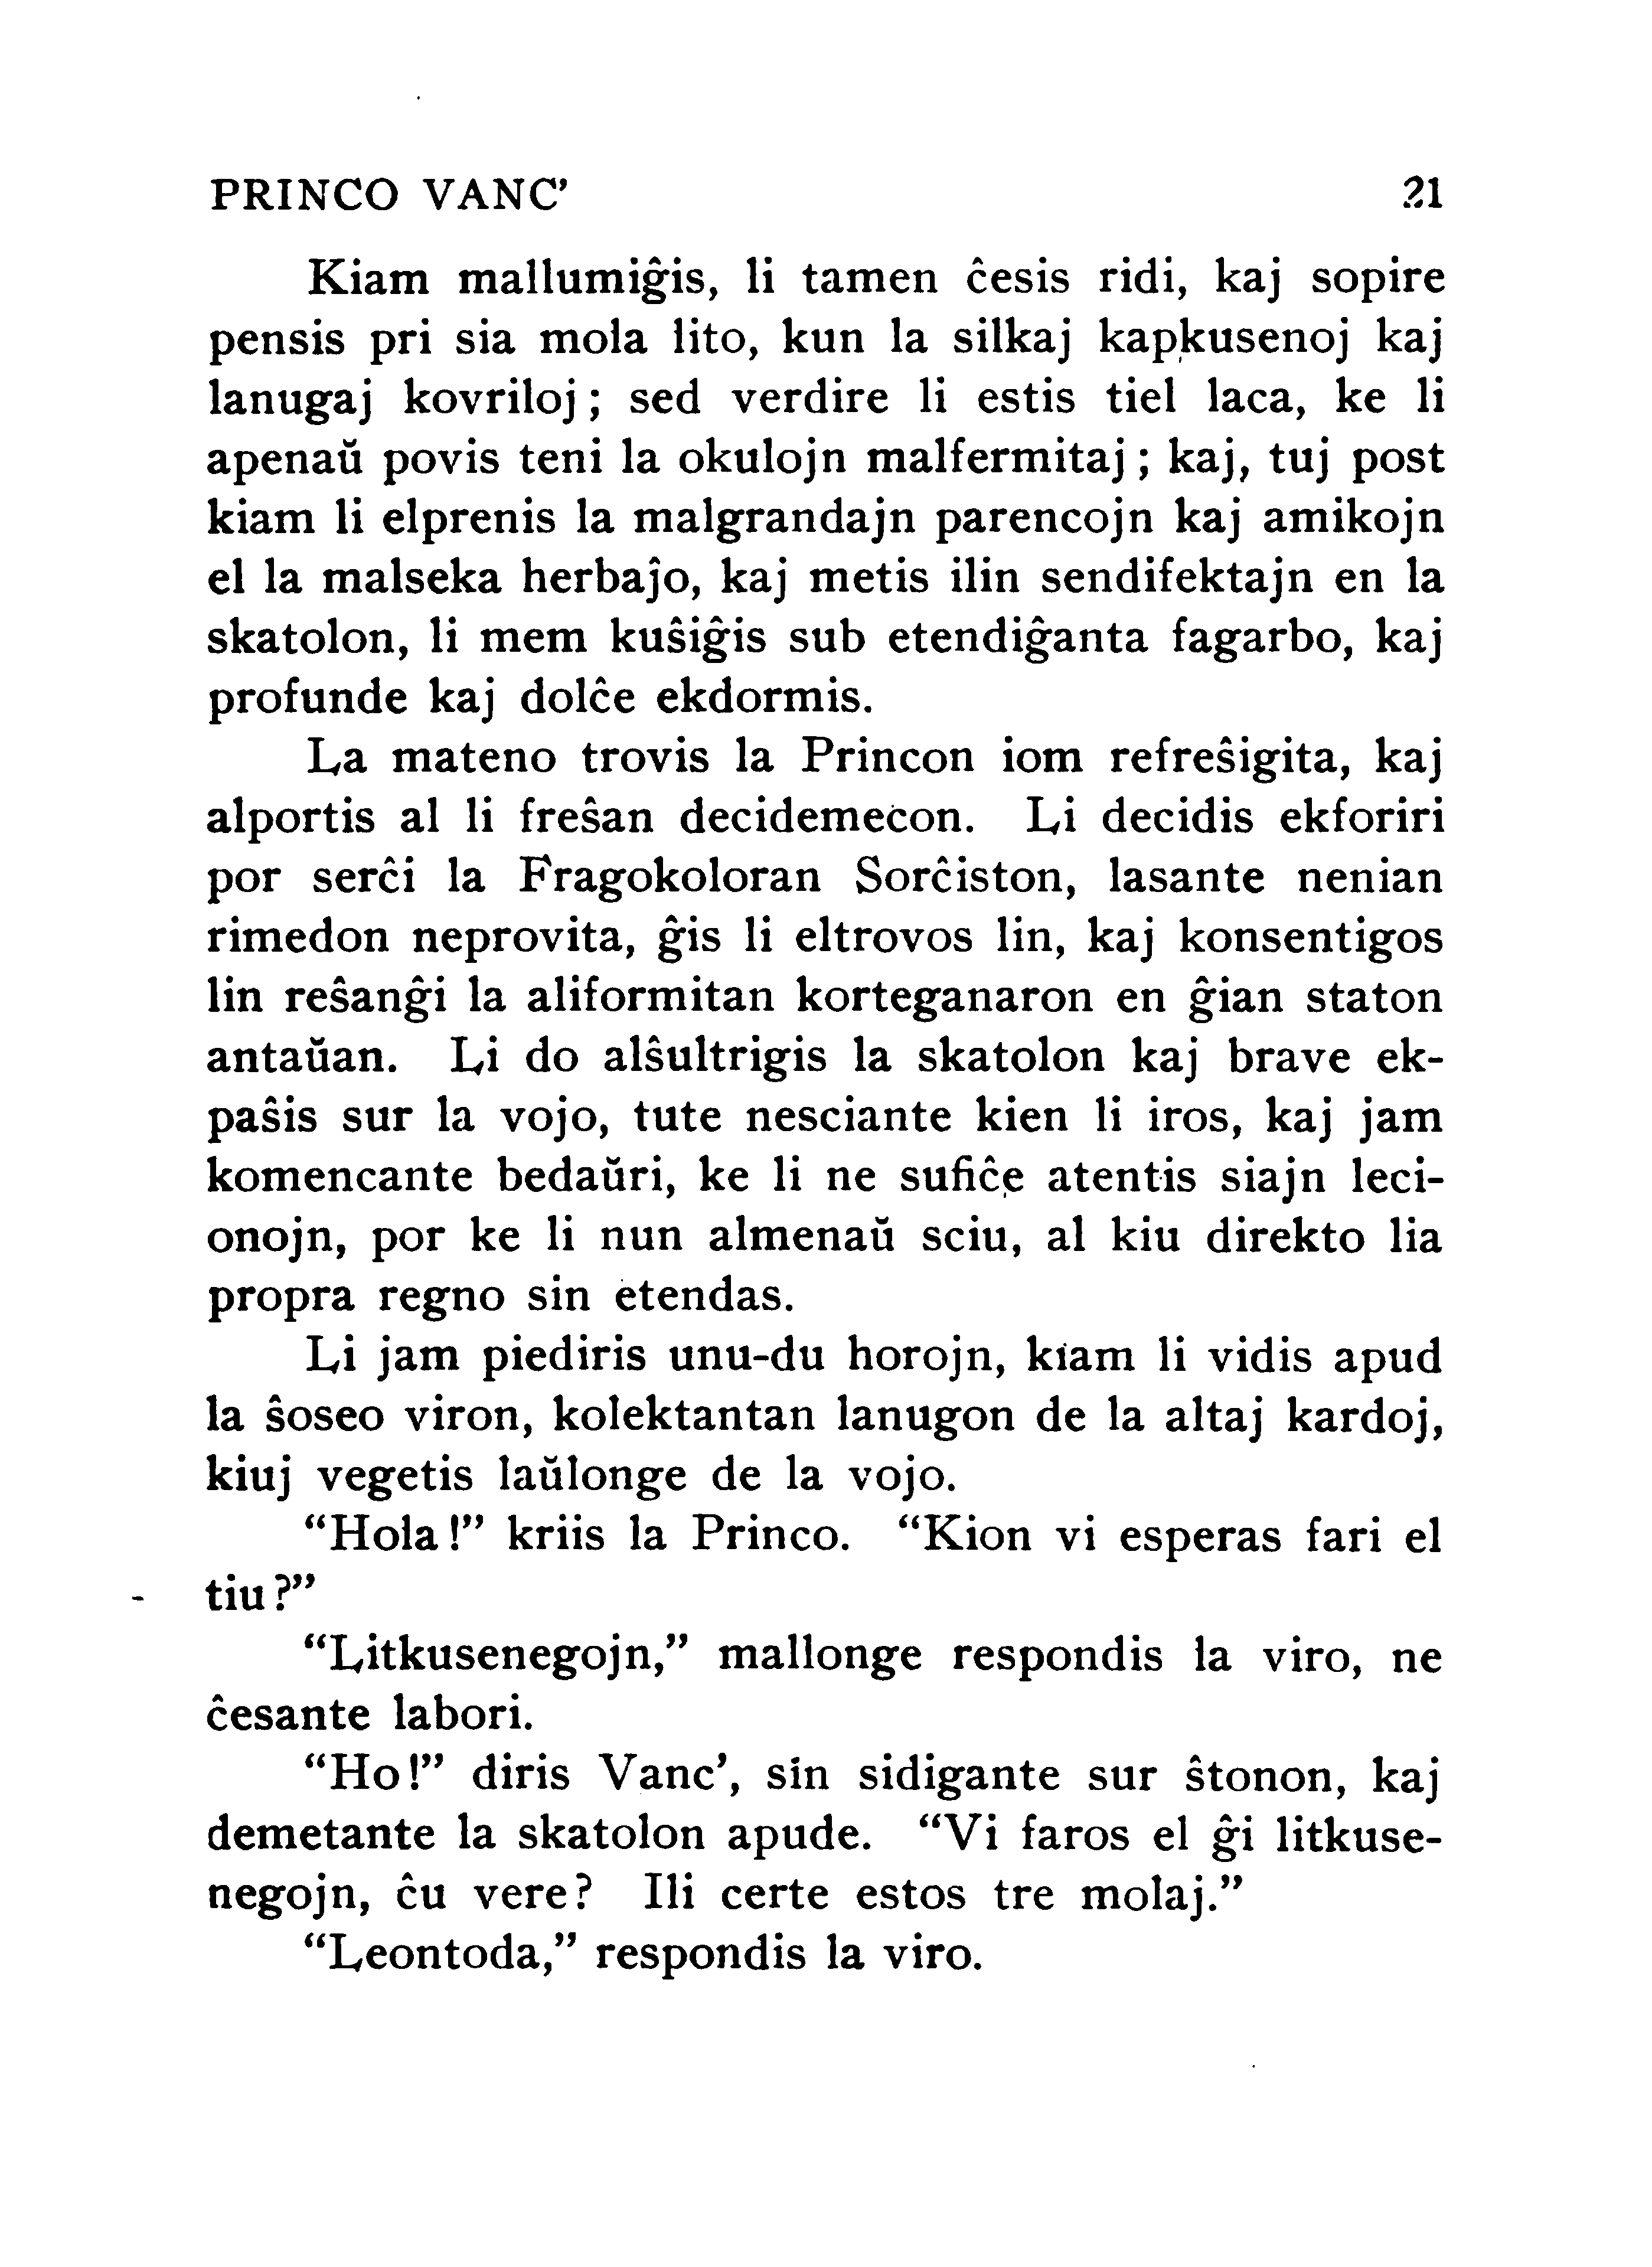 PRINCO VANC’ 21
Kiam mallumiĝis, li tamen ĉesis ridi, kaj sopire
pensis pri sia mola lito, kun la silkaj kapkusenoj kaj
lanugaj kovriloj; sed verdire li estis tiel laca, ke li
apenaŭ povis teni la okulojn malfermitaj; kaj, tuj post
kiam li elprenis la malgrandajn parencojn kaj amikojn
el la malseka herbaĵo, kaj metis ilin sendifektajn en la
skatolon, li mem kuŝiĝis sub etendiĝanta fagarbo, kaj
profunde kaj dolĉe ekdormis.
La mateno trovis la Princon iom refreŝigita, kaj
alportis al li freŝan decidemecon. Li decidis ekforiri
por serĉi la Fragokoloran Sorĉiston, lasante nenian
rimedon neprovita, ĝis li eltrovos lin, kaj konsentigos
lin reŝanĝi la aliformitan korteganaron en ĝian staton
antaŭan. Li do alŝultrigis la skatolon kaj brave ek-
paŝis sur la vojo, tute nesciante kien li iros, kaj jam
komencante bedaŭri, ke li ne sufiĉe atentis siajn leci-
onojn, por ke li nun almenaŭ sciu, al kiu direkto lia
propra regno sin etendas.
Li jam piediris unu-du horojn, kiam li vidis apud
la ŝoseo viron, kolektantan lanugon de la altaj kardoj,
kiuj vegetis laŭlonge de la vojo.
“Hola!” kriis la Princo. “Kion vi esperas fari el
tiu?”
“Litkusenegojn,” mallonge respondis la viro, ne
ĉesante labori.
“Ho!” diris Vanc’, sin sidigante sur ŝtonon, kaj
demetante la skatolon apude. “Vi faros el ĝi litkuse-
negojn, ĉu vere? Ili certe estos tre molaj.”
“Leontoda,” respondis la viro.